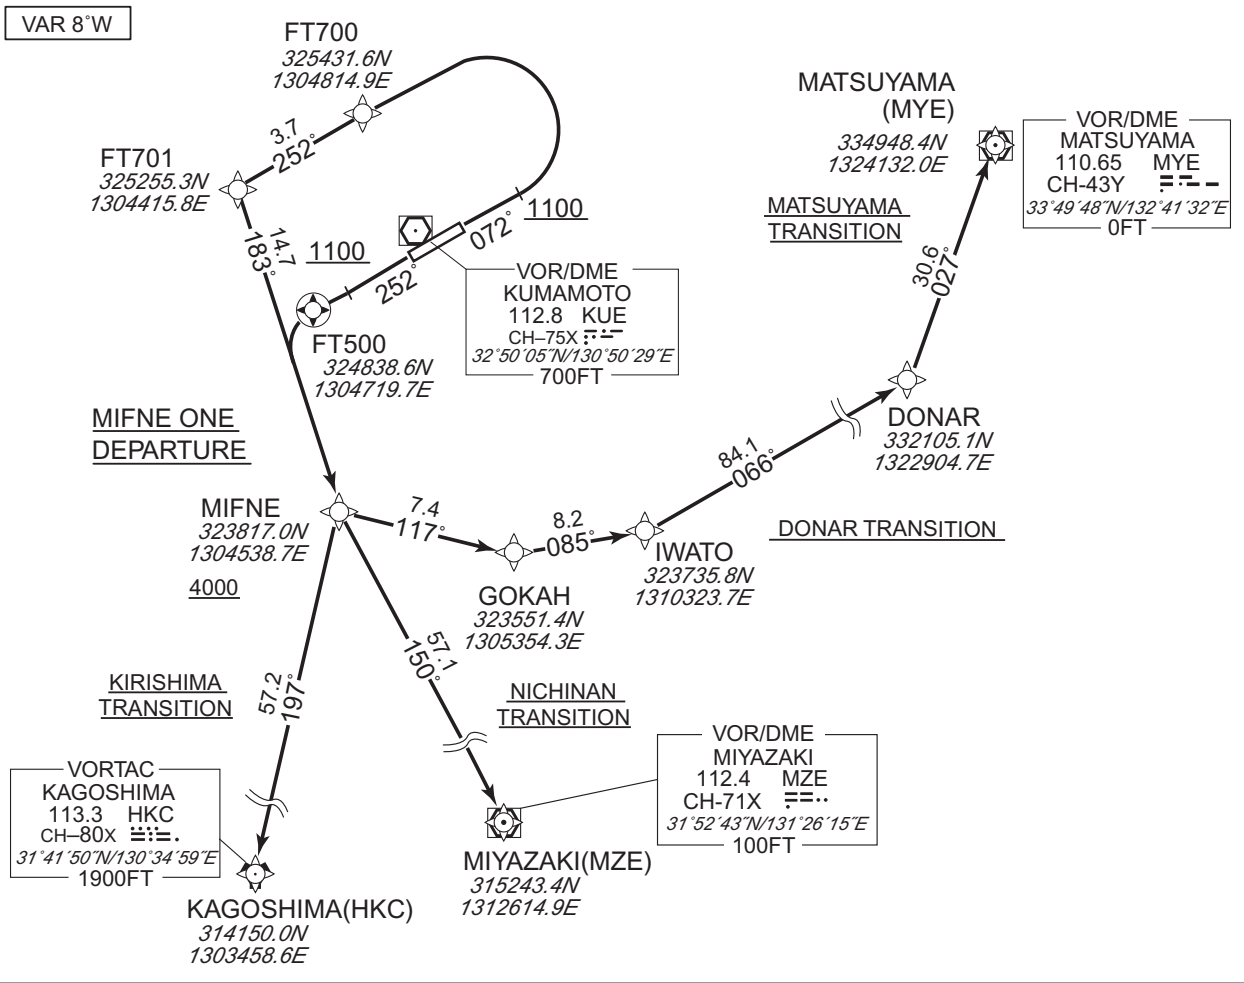 VAR 8°W
FT700
325431.6N
1304814.9E
3.7
252°
FT701
325255.3N
1304415.8E
14.7
183°
1100
072°
1100
252°
FT500
324838.6N
1304719.7E
VOR/DME
KUMAMOTO
112.8 KUE
CH–75X
32°50′05″N/130°50′29″E
700FT
MATSUYAMA
(MYE)
334948.4N
1324132.0E
VOR/DME
MATSUYAMA
110.65 MYE
CH-43Y
33°49′48″N/132°41′32″E
0FT
MATSUYAMA
TRANSITION
30.6
027°
DONAR
332105.1N
1322904.7E
84.1
066°
DONAR TRANSITION
MIFNE ONE
DEPARTURE
MIFNE
323817.0N
1304538.7E
4000
7.4
117°
8.2
085°
GOKAH
323551.4N
1305354.3E
IWATO
323735.8N
1310323.7E
57.1
150°
57.2
197°
KIRISHIMA
TRANSITION
NICHINAN
TRANSITION
VORTAC
KAGOSHIMA
113.3 HKC
CH–80X
31°41′50″N/130°34′59″E
1900FT
KAGOSHIMA(HKC)
314150.0N
1303458.6E
VOR/DME
MIYAZAKI
112.4 MZE
CH-71X
31°52′43″N/131°26′15″E
100FT
MIYAZAKI(MZE)
315243.4N
1312614.9E